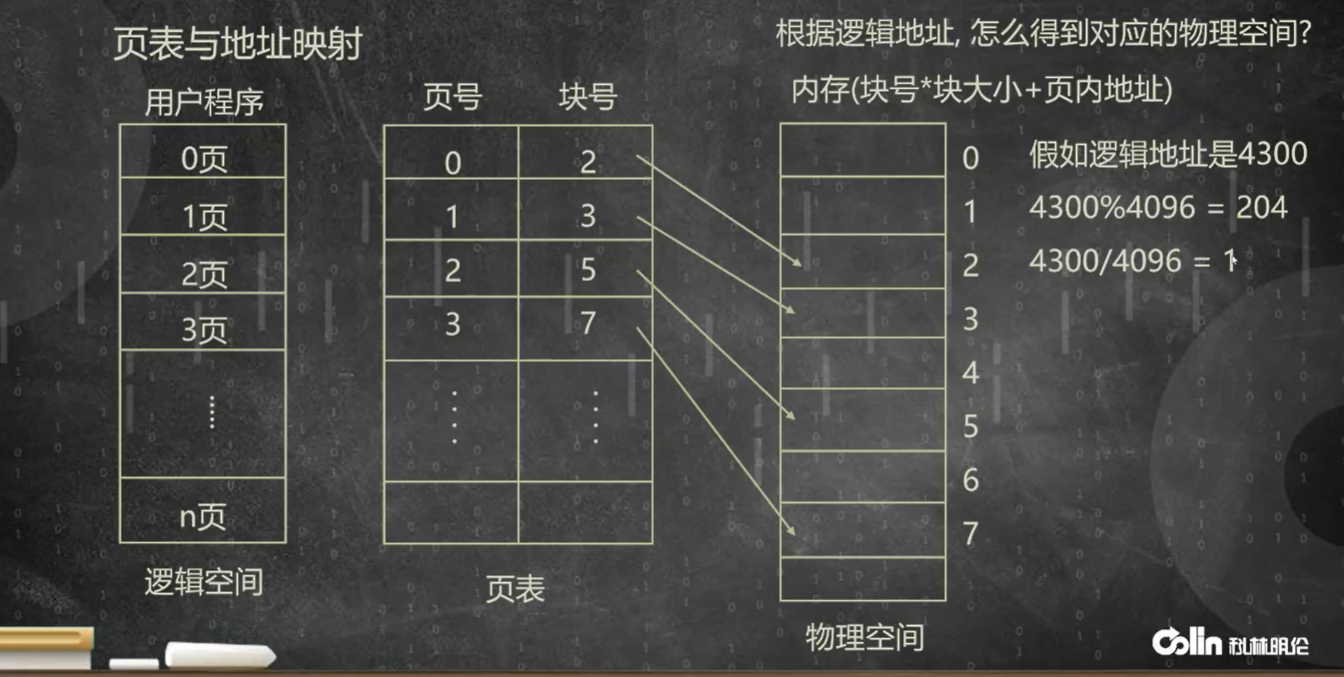 页表与地址映射
根据逻辑地址, 怎么得到对应的物理空间?
用户程序
0页
1页
2页
3页
n页
逻辑空间
页号 块号
0 2
1 3
2 5
3 7
页表
内存(块号*块大小+页内地址)
0
1
2
3
4
5
6
7
物理空间
假如逻辑地址是4300
4300%4096 = 204
4300/4096 = 1
Colin 科林明伦